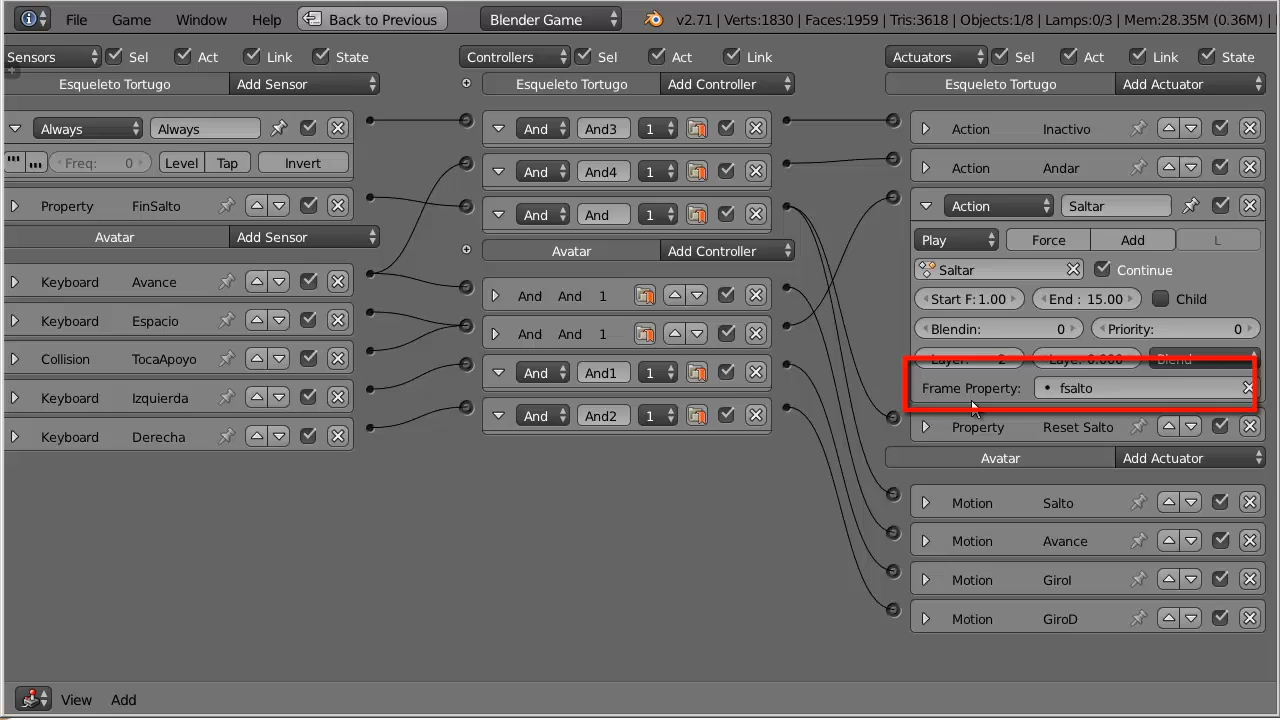 File Game Window Help Back to Previous Blender Game v2.71 | Verts:1830 | Faces:1959 | Tris:3618 | Objects:1/8 | Lamps:0/3 | Mem:28.35M (0.36M) |
Sensors Sel Act Link State Controllers Sel Act Link Actuators Sel Act Link State
Esqueleto Tortugo Add Sensor Esqueleto Tortugo Add Controller Esqueleto Tortugo Add Actuator
Always Always And And3 1 Action Inactivo
Freq: 0 Level Tap Invert And And4 1 Action Andar
Property FinSalto And And 1 Action Saltar
Avatar Add Sensor Avatar Add Controller Play Force Add L
Saltar Continue
Keyboard Avance And And 1 Start F: 1.00 End : 15.00 Child
Keyboard Espacio And And 1 Blendin: 0 Priority: 0
Collision TocaApoyo And And1 1 Layer: 2 Laye: 0.000 Blend
Keyboard Izquierda Frame Property: fsalto
Keyboard Derecha And And2 1 Property Reset Salto
Avatar Add Actuator
Motion Salto
Motion Avance
Motion GiroI
Motion GiroD
View Add